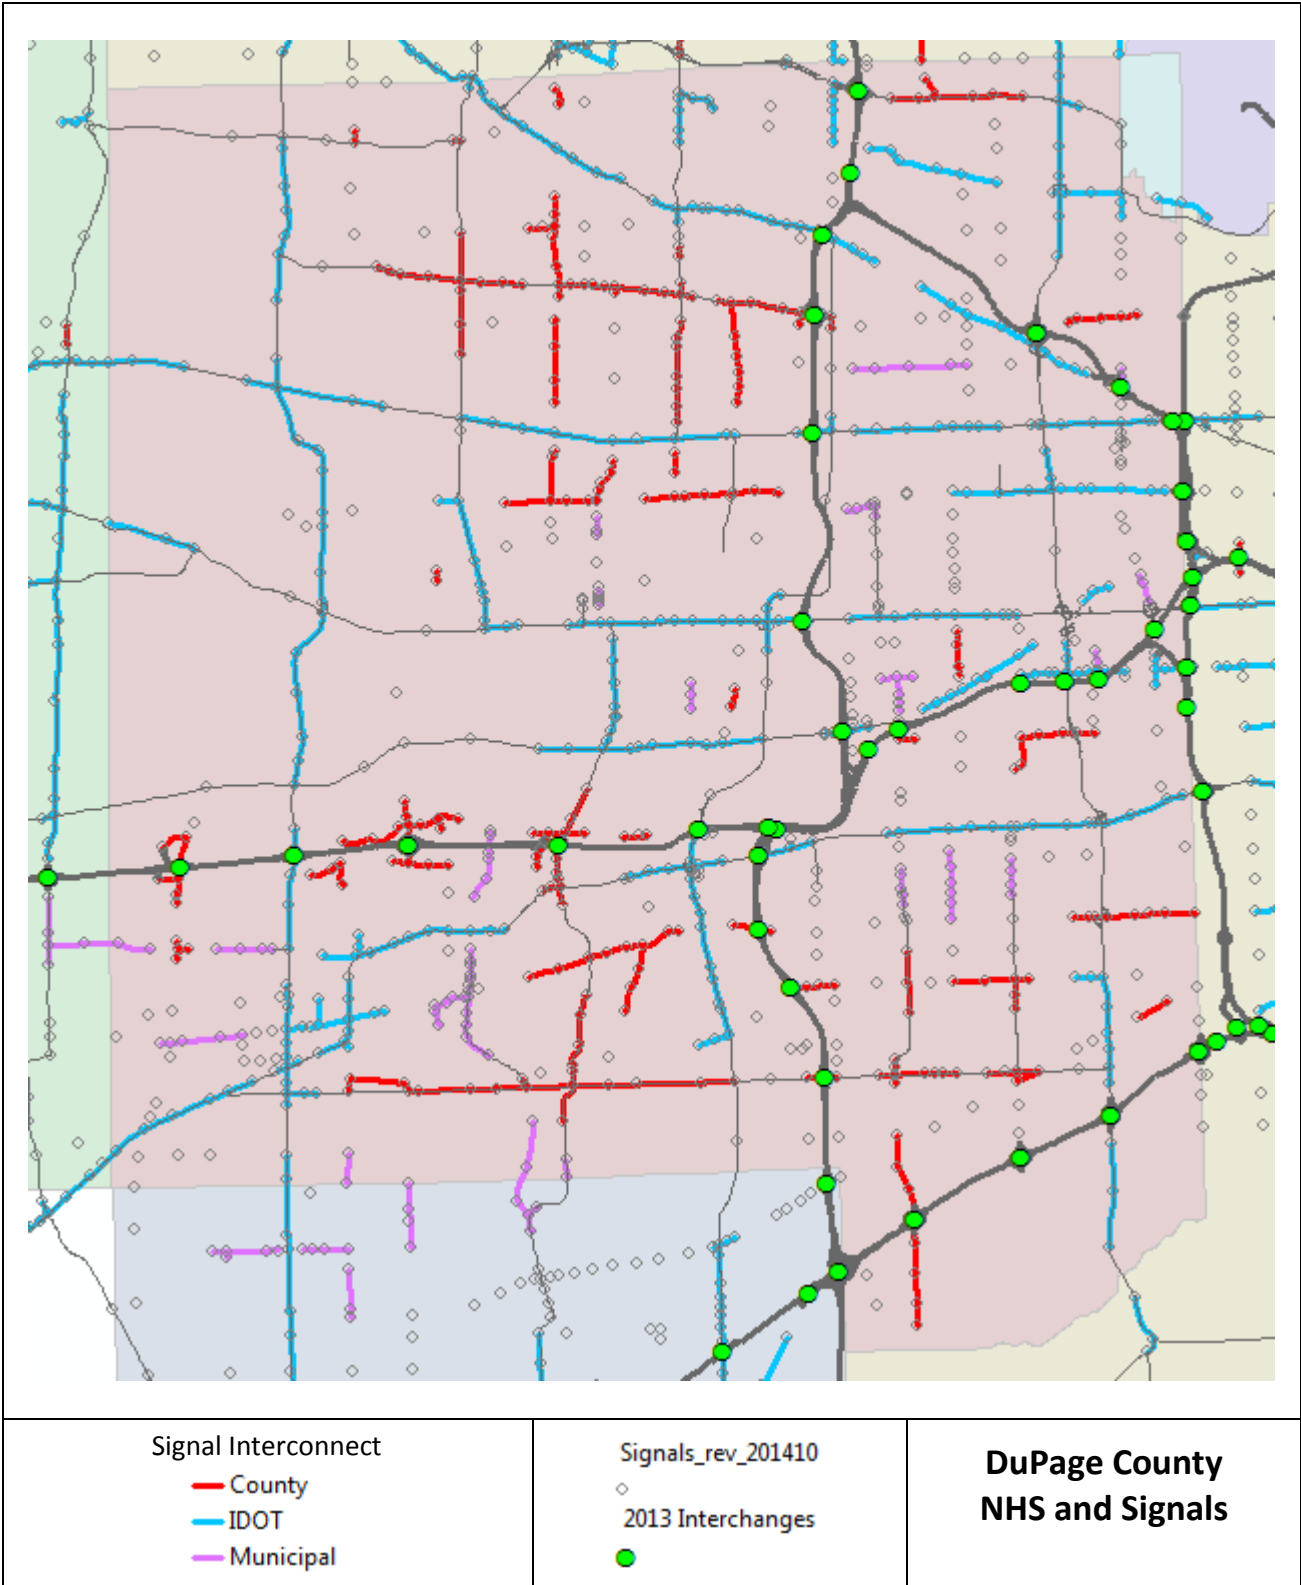 Signal Interconnect
County
IDOT
Municipal
Signals_rev_201410
2013 Interchanges
DuPage County
NHS and Signals